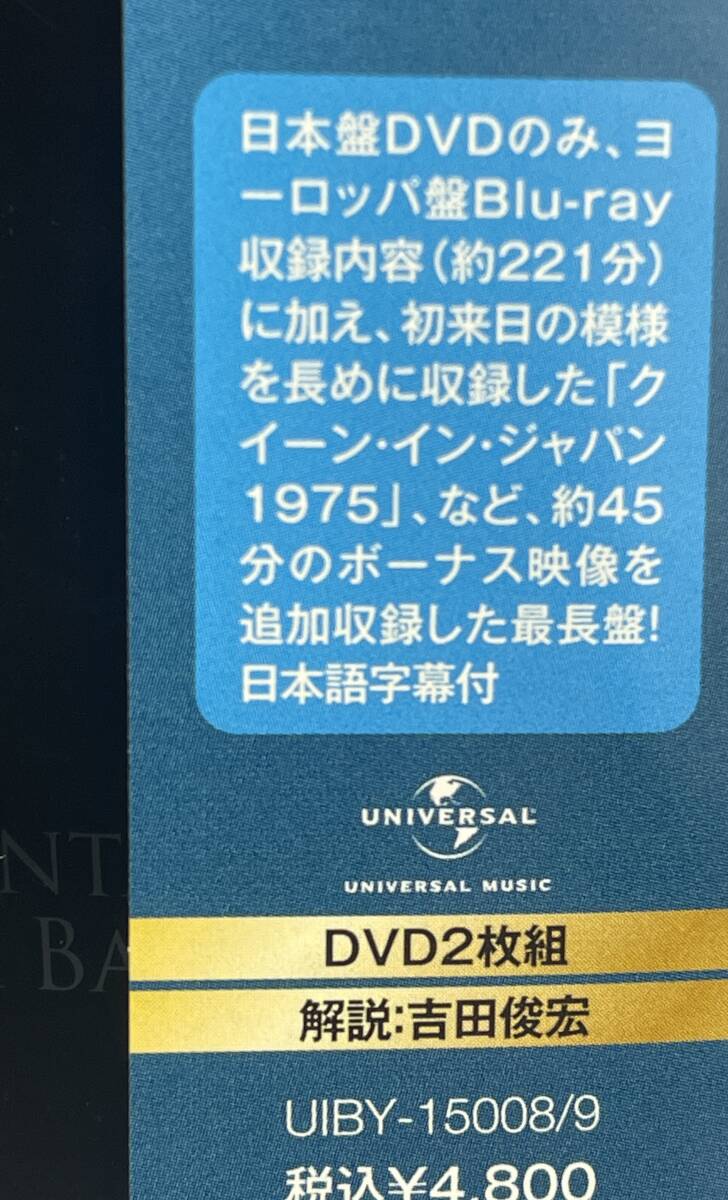 日本盤DVDのみ、ヨ
ーロッパ盤Blu-ray
収録内容(約221分)
に加え、初来日の模様
を長めに収録した「ク
イーン・イン・ジャパン
1975」、など、約45
分のボーナス映像を
追加収録した最長盤!
日本語字幕付
UNIVERSAL
UNIVERSAL MUSIC
NT
BA
DVD2枚組
解説:吉田俊宏
UIBY-15008/9
税込¥4,800